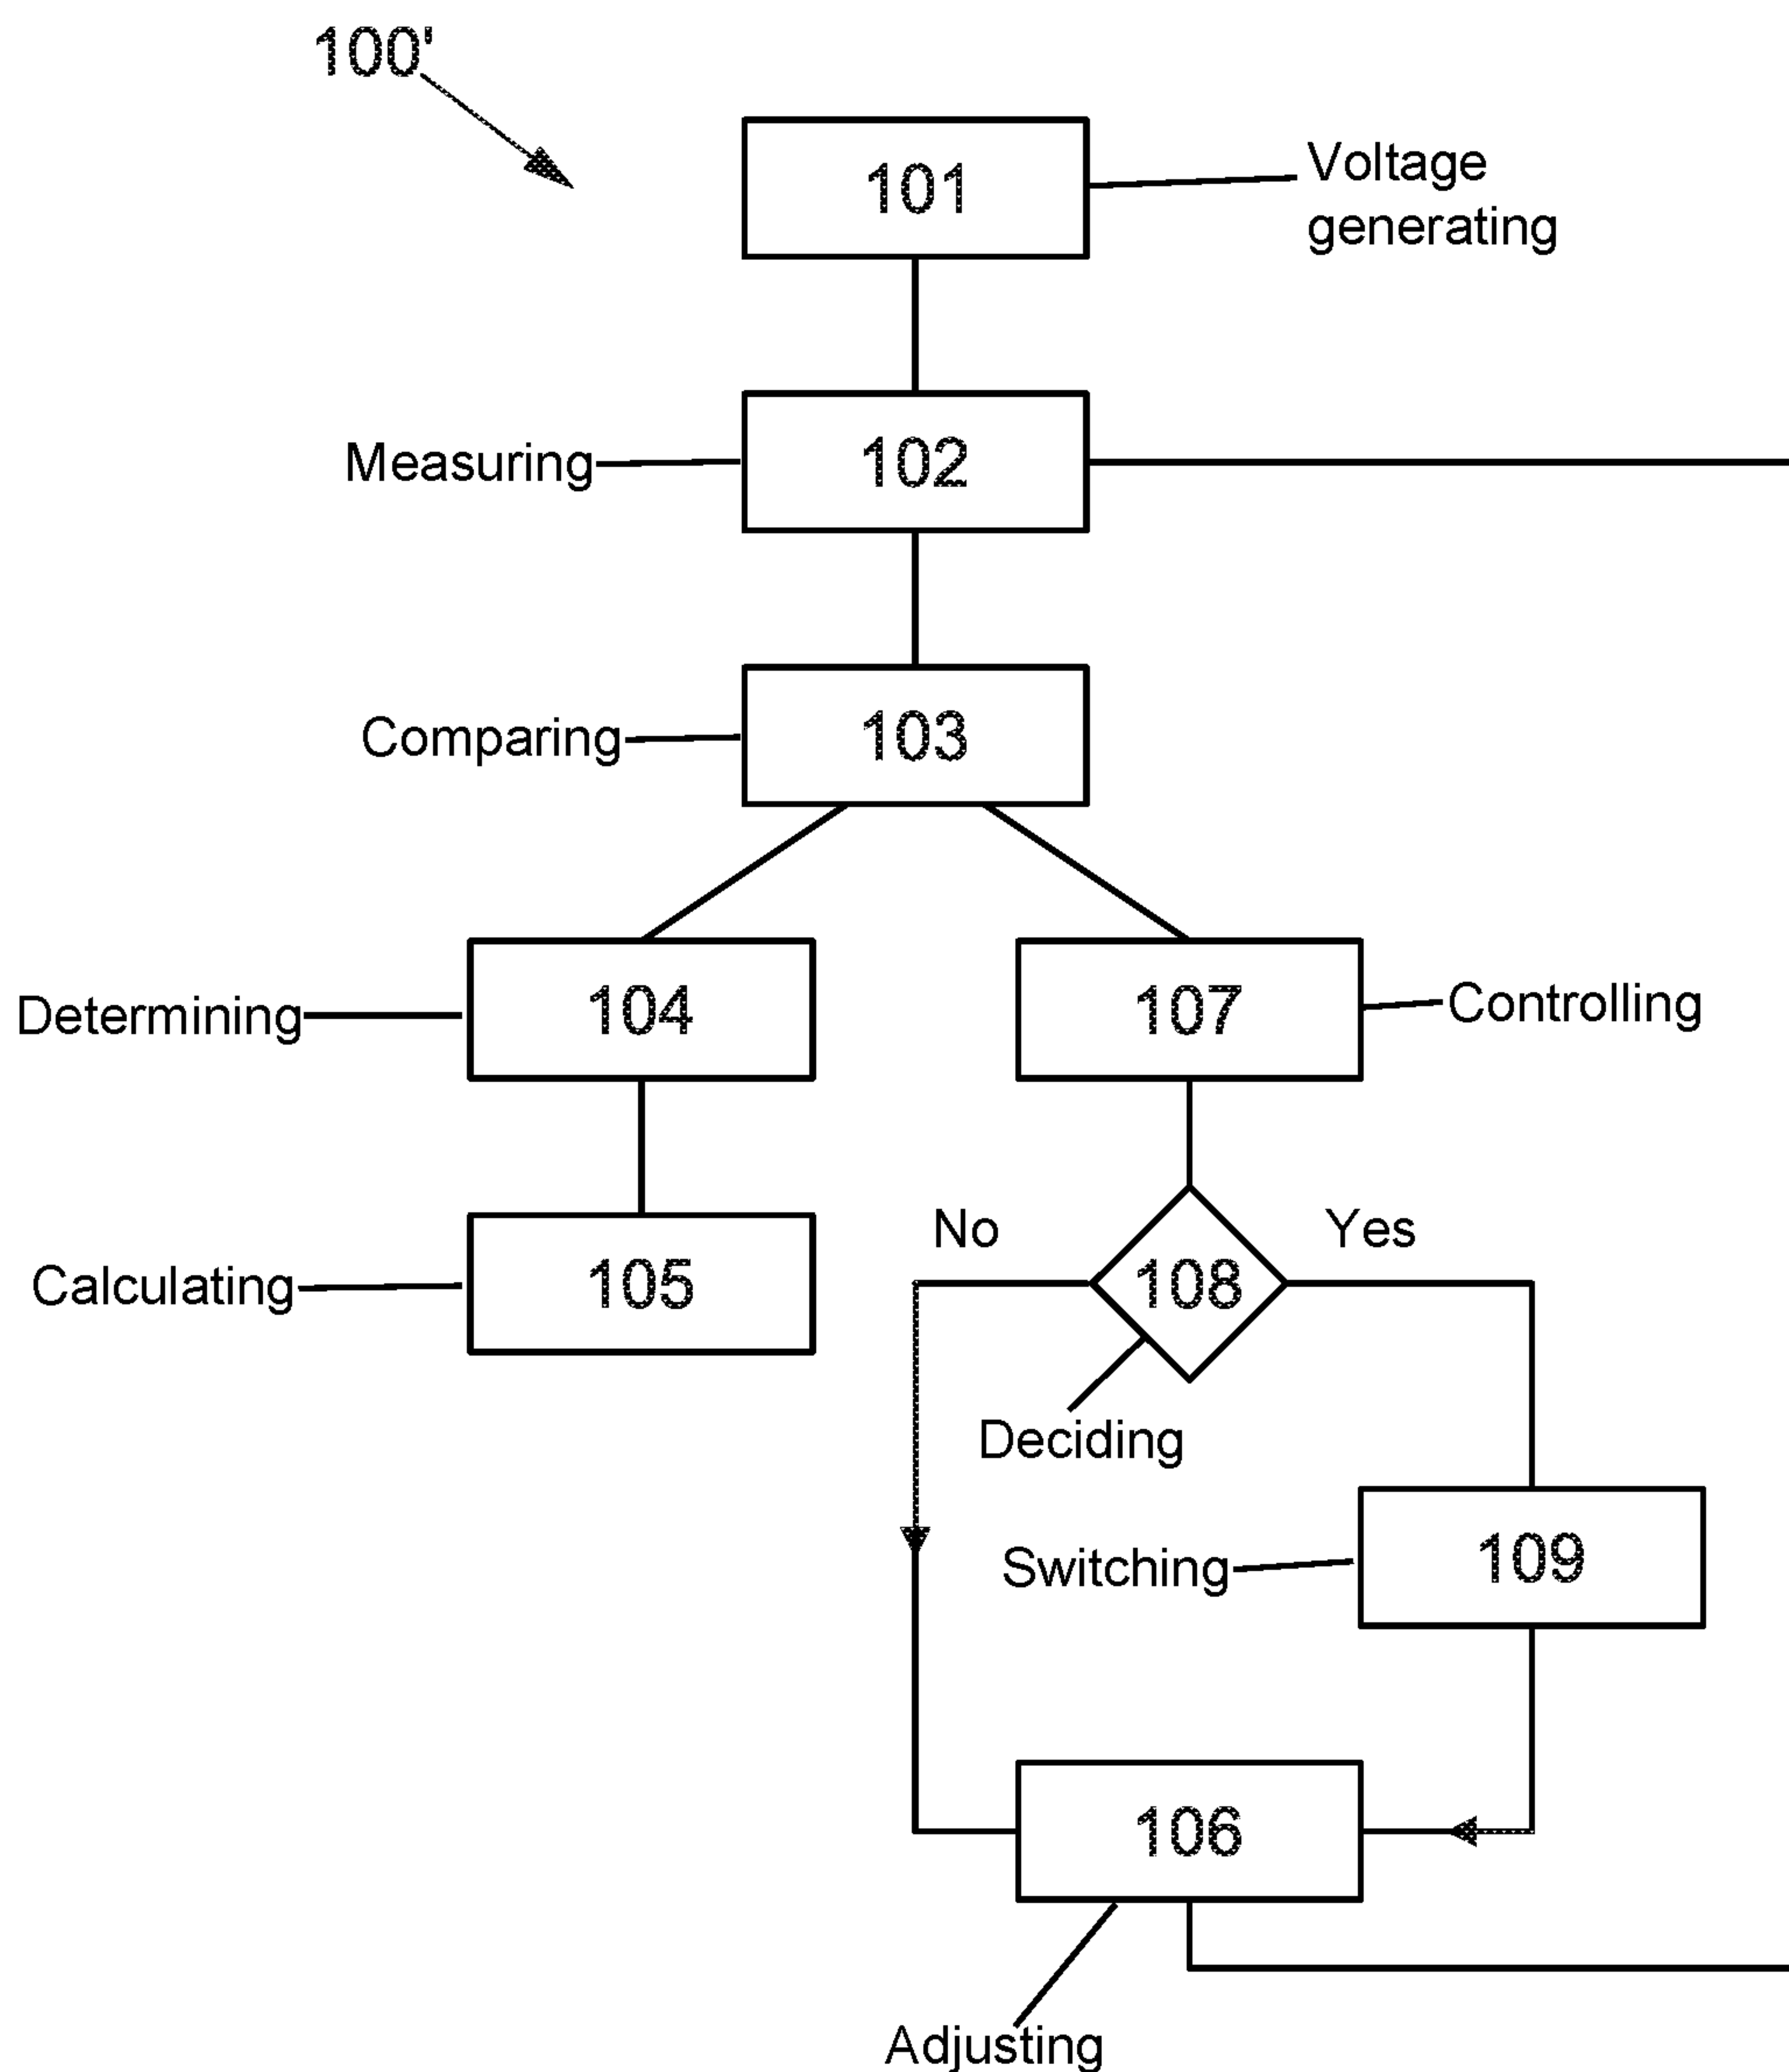 100'
101
Voltage
generating
Measuring
102
Comparing
103
Determining
104
107
Controlling
Calculating
105
No
108
Yes
Deciding
Switching
109
106
Adjusting